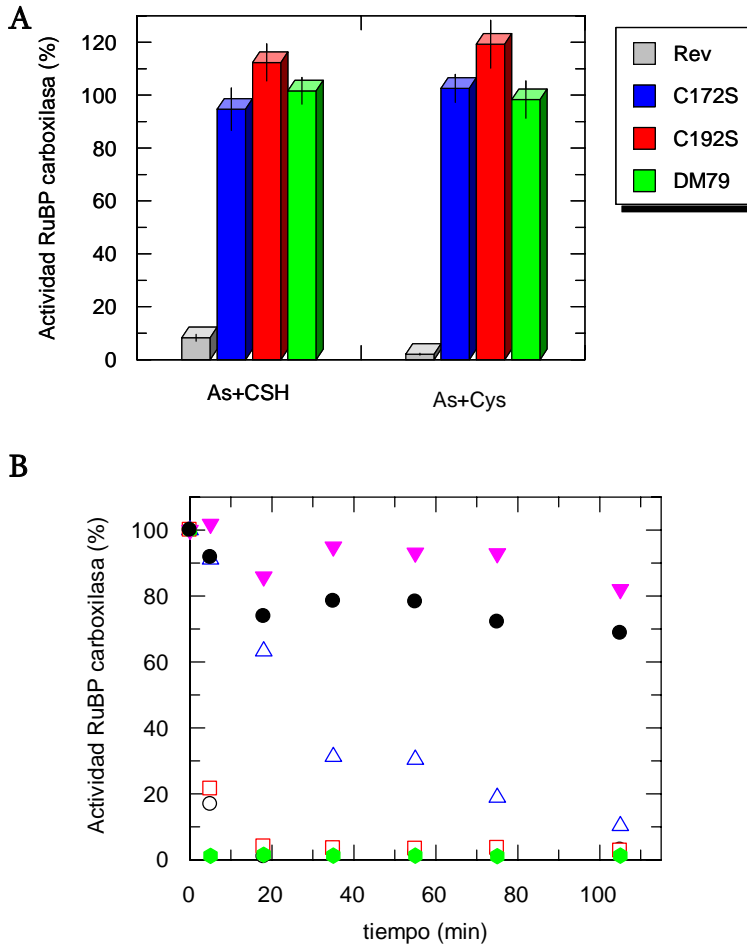 A
Actividad RuBP carboxilasa (%)
120
100
80
60
40
20
0
As+CSH
As+Cys
Rev
C172S
C192S
DM79
B
Actividad RuBP carboxilasa (%)
100
80
60
40
20
0
0
20
40
60
80
100
tiempo (min)